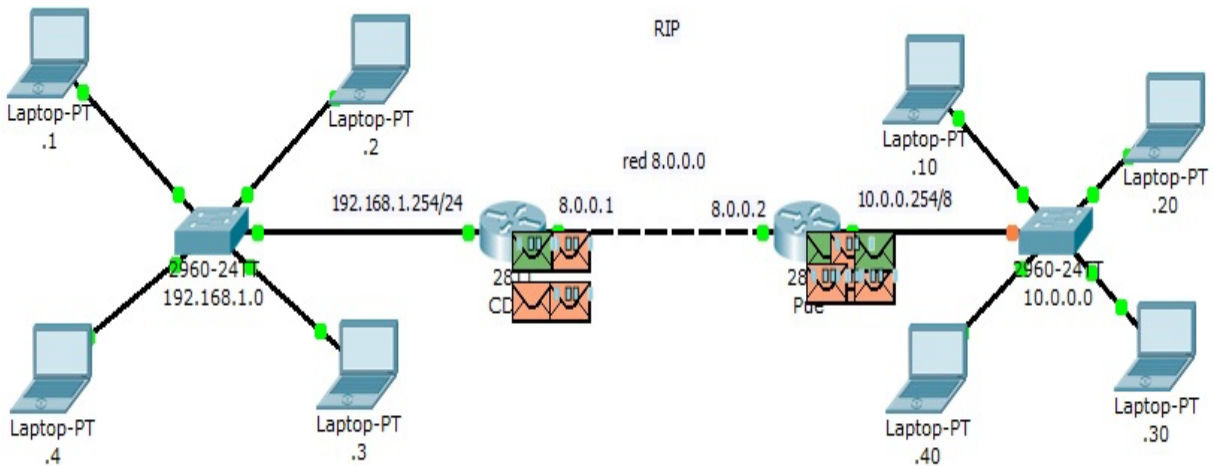 RIP
Laptop-PT
.1
Laptop-PT
.2
Laptop-PT
.10
Laptop-PT
.20
red 8.0.0.0
192.168.1.254/24
8.0.0.1
8.0.0.2
10.0.0.254/8
2960-24TT
192.168.1.0
2960-24TT
10.0.0.0
Laptop-PT
.4
Laptop-PT
.3
Laptop-PT
.40
Laptop-PT
.30